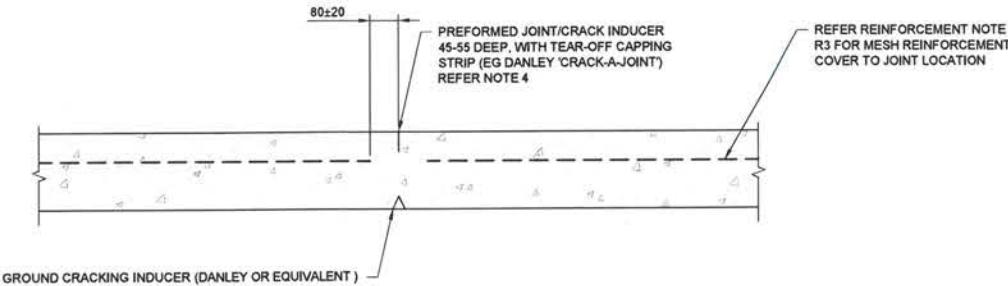 80±20
PREFORMED JOINT/CRACK INDUCER
45-55 DEEP, WITH TEAR-OFF CAPPING
STRIP (EG DANLEY 'CRACK-A-JOINT')
REFER NOTE 4
REFER REINFORCEMENT NOTE
R3 FOR MESH REINFORCEMENT
COVER TO JOINT LOCATION
GROUND CRACKING INDUCER (DANLEY OR EQUIVALENT )